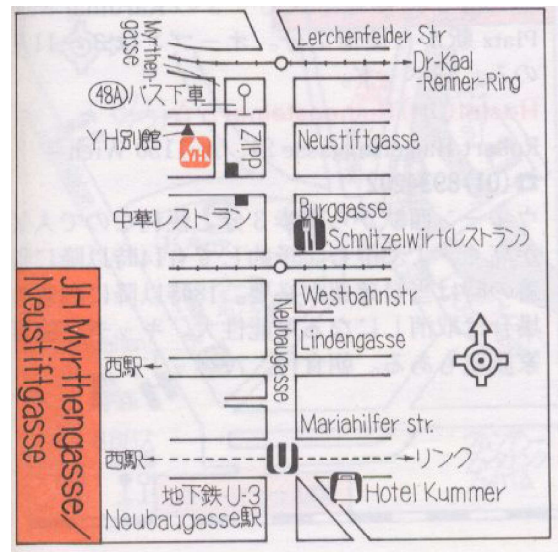 Myrthen-
gasse
Lerchenfelder Str
Dr-Kaal
-Renner-Ring
48A バス下車
YH別館
YH
Zipp
Neustiftgasse
中華レストラン
Burggasse
Schnitzelwirt(レストラン)
Westbahnstr.
Neubaugasse
Lindengasse
西駅
Mariahilfer str.
西駅
U
リンク
地下鉄U-3
Neubaugasse駅
Hotel Kummer
JH Myrthengasse/
Neustiftgasse